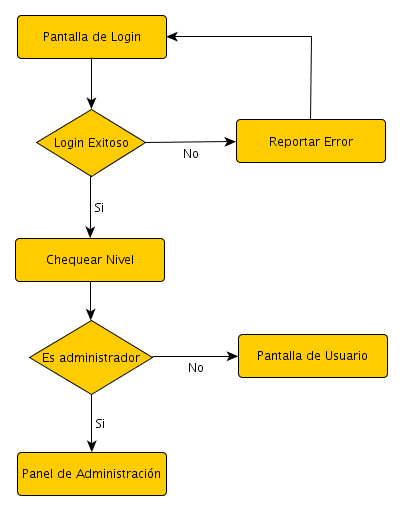 Pantalla de Login
Login Exitoso
No
Reportar Error
Si
Chequear Nivel
Es administrador
No
Pantalla de Usuario
Si
Panel de Administración